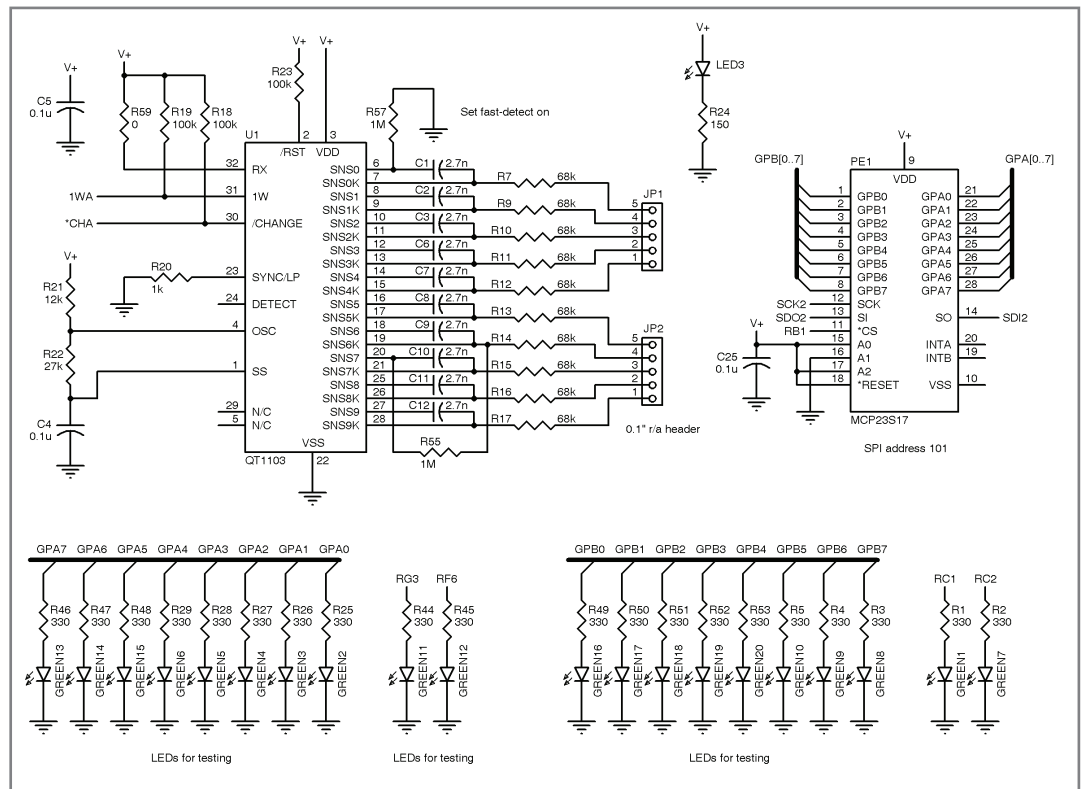 V+
C5
0.1u
V+
R59
0
R19
100k
R18
100k
V+
R23
100k
V+
R57
1M
Set fast-detect on
V+
LED3
R24
150
U1
2
3
/RST
VDD
32
RX
1WA
31
1W
*CHA
30
/CHANGE
R20
1k
23
SYNC/LP
24
DETECT
4
OSC
1
SS
29
N/C
5
N/C
VSS
QT1103
22
V+
R21
12k
R22
27k
C4
0.1u
SNS0
6
C1
2.7n
SNS0K
7
R7
68k
SNS1
8
C2
2.7n
SNS1K
9
R9
68k
SNS2
10
C3
2.7n
SNS2K
11
R10
68k
SNS3
12
C6
2.7n
SNS3K
13
R11
68k
SNS4
14
C7
2.7n
SNS4K
15
R12
68k
SNS5
16
C8
2.7n
SNS5K
17
R13
68k
SNS6
18
C9
2.7n
SNS6K
19
R14
68k
SNS7
20
C10
2.7n
SNS7K
21
R15
68k
SNS8
25
C11
2.7n
SNS8K
26
R16
68k
SNS9
27
C12
2.7n
SNS9K
28
R17
68k
R55
1M
JP1
5
4
3
2
1
JP2
5
4
3
2
1
0.1" r/a header
GPB[0..7]
PE1
V+
9
VDD
GPA[0..7]
1
GPB0
GPA0
21
2
GPB1
GPA1
22
3
GPB2
GPA2
23
4
GPB3
GPA3
24
5
GPB4
GPA4
25
6
GPB5
GPA5
26
7
GPB6
GPA6
27
8
GPB7
GPA7
28
SCK2
12
SCK
SDO2
13
SI
SO
14
SDI2
RB1
11
*CS
15
A0
INTA
20
16
A1
INTB
19
17
A2
18
*RESET
VSS
10
V+
C25
0.1u
MCP23S17
SPI address 101
GPA7 GPA6 GPA5 GPA4 GPA3 GPA2 GPA1 GPA0
R46
330
R47
330
R48
330
R29
330
R28
330
R27
330
R26
330
R25
330
GREEN13
GREEN14
GREEN15
GREEN6
GREEN5
GREEN4
GREEN3
GREEN2
LEDs for testing
RG3 RF6
R44
330
R45
330
GREEN11
GREEN12
LEDs for testing
GPB0 GPB1 GPB2 GPB3 GPB4 GPB5 GPB6 GPB7
R49
330
R50
330
R51
330
R52
330
R53
330
R5
330
R4
330
R3
330
GREEN16
GREEN17
GREEN18
GREEN19
GREEN20
GREEN10
GREEN9
GREEN8
LEDs for testing
RC1 RC2
R1
330
R2
330
GREEN1
GREEN7